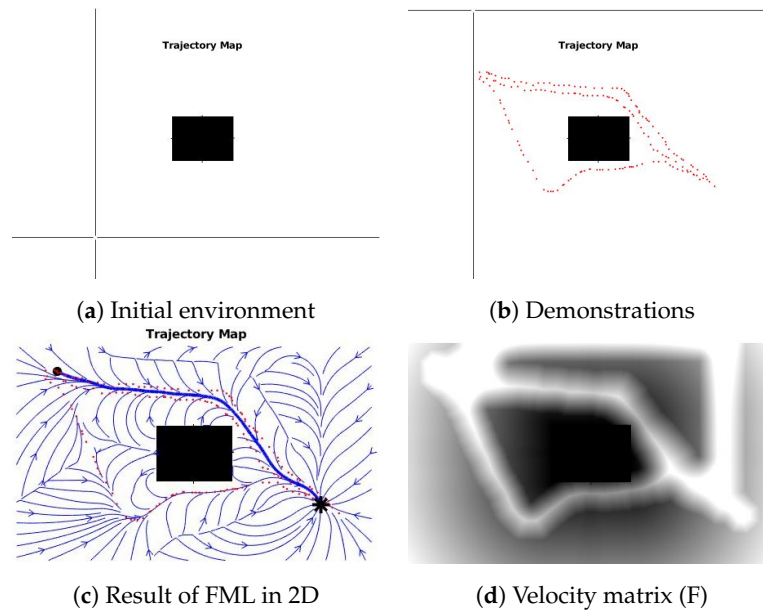 Trajectory Map
Trajectory Map
(a) Initial environment
(b) Demonstrations
Trajectory Map
(c) Result of FML in 2D
(d) Velocity matrix (F)